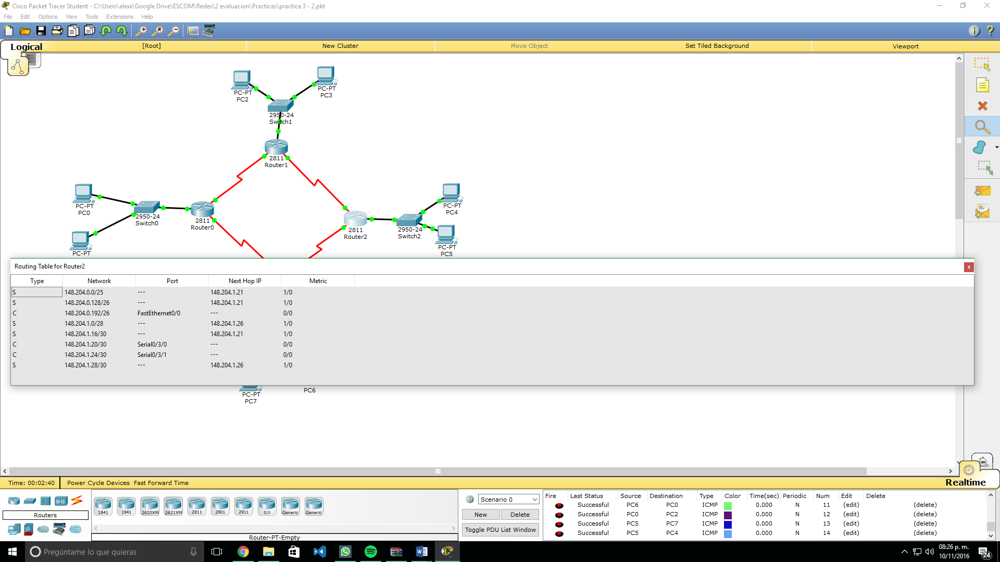 Cisco Packet Tracer Student - C:\Users\alexx\Google Drive\ESCOM\Redes\2 evaluacion\Practicas\practica 3 - 2.pkt
File Edit Options View Tools Extensions Help
Logical [Root] New Cluster Move Object Set Tiled Background Viewport
PC-PT
PC2
PC-PT
PC3
2950-24
Switch1
2811
Router1
PC-PT
PC0
2950-24
Switch0
2811
Router0
2811
Router2
2950-24
Switch2
PC-PT
PC4
PC-PT
PC5
PC-PT
Routing Table for Router2 x
Type Network Port Next Hop IP Metric
S 148.204.0.0/25 --- 148.204.1.21 1/0
S 148.204.0.128/26 --- 148.204.1.21 1/0
C 148.204.0.192/26 FastEthernet0/0 --- 0/0
S 148.204.1.0/28 --- 148.204.1.26 1/0
S 148.204.1.16/30 --- 148.204.1.21 1/0
C 148.204.1.20/30 Serial0/3/0 --- 0/0
C 148.204.1.24/30 Serial0/3/1 --- 0/0
S 148.204.1.28/30 --- 148.204.1.26 1/0
PC-PT
PC7
PC6
Time: 00:02:40 Power Cycle Devices Fast Forward Time Realtime
Routers
1841 1941 2620XM 2621XM 2811 2901 2911 819 Generic Generic
Router-PT-Empty
Scenario 0
New Delete
Toggle PDU List Window
Fire Last Status Source Destination Type Color Time(sec) Periodic Num Edit Delete
Successful PC6 PC0 ICMP 0.000 N 11 (edit) (delete)
Successful PC0 PC2 ICMP 0.000 N 12 (edit) (delete)
Successful PC5 PC7 ICMP 0.000 N 13 (edit) (delete)
Successful PC5 PC4 ICMP 0.000 N 14 (edit) (delete)
Pregúntame lo que quieras
08:26 p. m.
10/11/2016
24